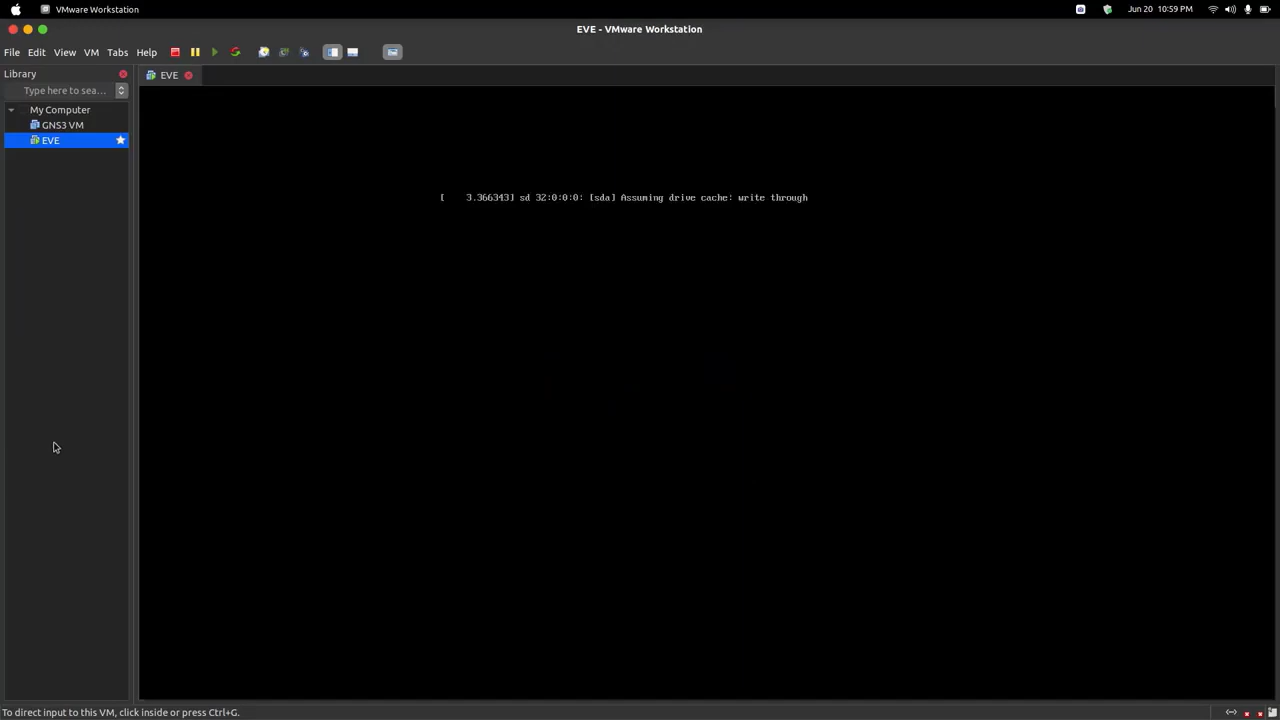 VMware Workstation
Jun 20 10:59 PM
EVE - VMware Workstation
File Edit View VM Tabs Help
Library
EVE
Type here to sea...
My Computer
GNS3 VM
EVE
[    3.366343] sd 32:0:0:0: [sda] Assuming drive cache: write through
To direct input to this VM, click inside or press Ctrl+G.